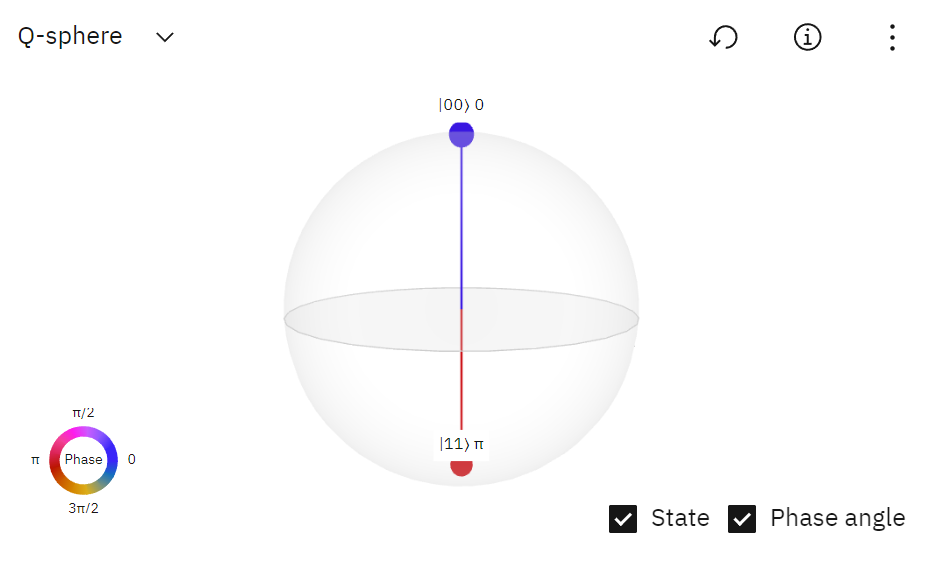 Q-sphere
|00⟩ 0
|11⟩ π
π/2
π
Phase
0
3π/2
State
Phase angle